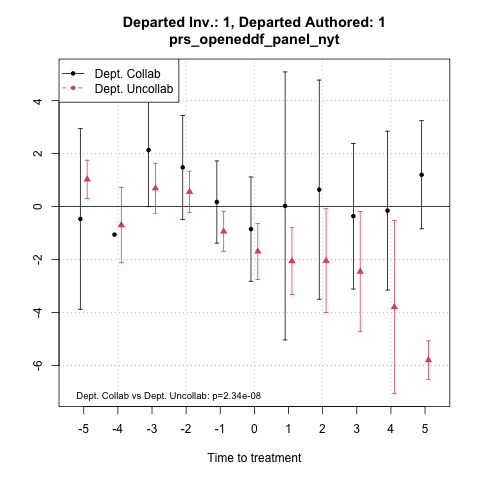 Departed Inv.: 1, Departed Authored: 1
prs_openeddf_panel_nyt
Dept. Collab
Dept. Uncollab
4
2
0
-2
-4
-6
Dept. Collab vs Dept. Uncollab: p=2.34e-08
-5 -4 -3 -2 -1 0 1 2 3 4 5
Time to treatment